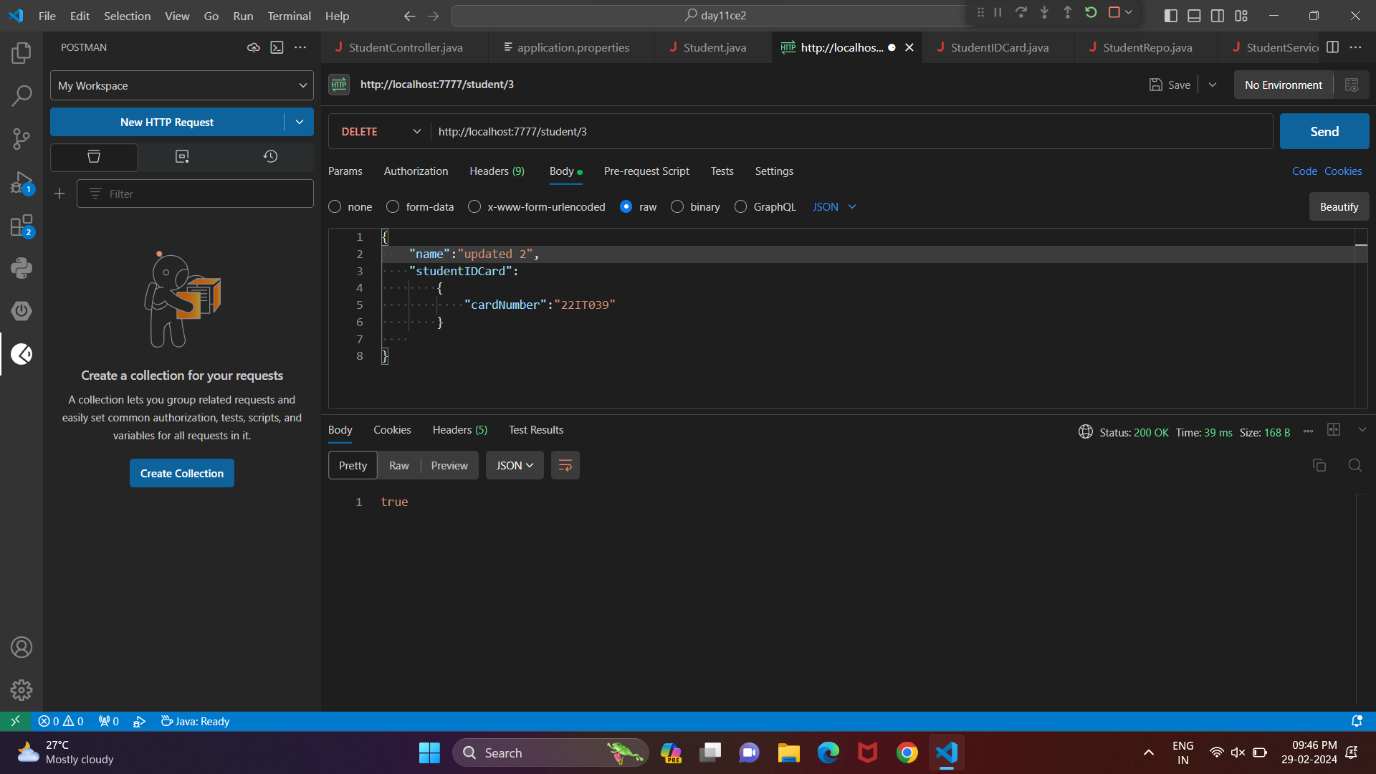 File Edit Selection View Go Run Terminal Help
day11ce2
POSTMAN
StudentController.java application.properties Student.java http://localhos... StudentIDCard.java StudentRepo.java StudentService
My Workspace
http://localhost:7777/student/3
Save No Environment
New HTTP Request
DELETE http://localhost:7777/student/3 Send
Params Authorization Headers (9) Body Pre-request Script Tests Settings Code Cookies
Filter
none form-data x-www-form-urlencoded raw binary GraphQL JSON Beautify
1 {
2 "name":"updated 2",
3 "studentIDCard":
4 {
5 "cardNumber":"22IT039"
6 }
7
8 }
1
2
Create a collection for your requests
A collection lets you group related requests and
easily set common authorization, tests, scripts, and
variables for all requests in it.
Create Collection
Body Cookies Headers (5) Test Results Status: 200 OK Time: 39 ms Size: 168 B
Pretty Raw Preview JSON
1 true
0 0 0 Java: Ready
27°C
Mostly cloudy
Search
PRE
ENG
IN
09:46 PM
29-02-2024